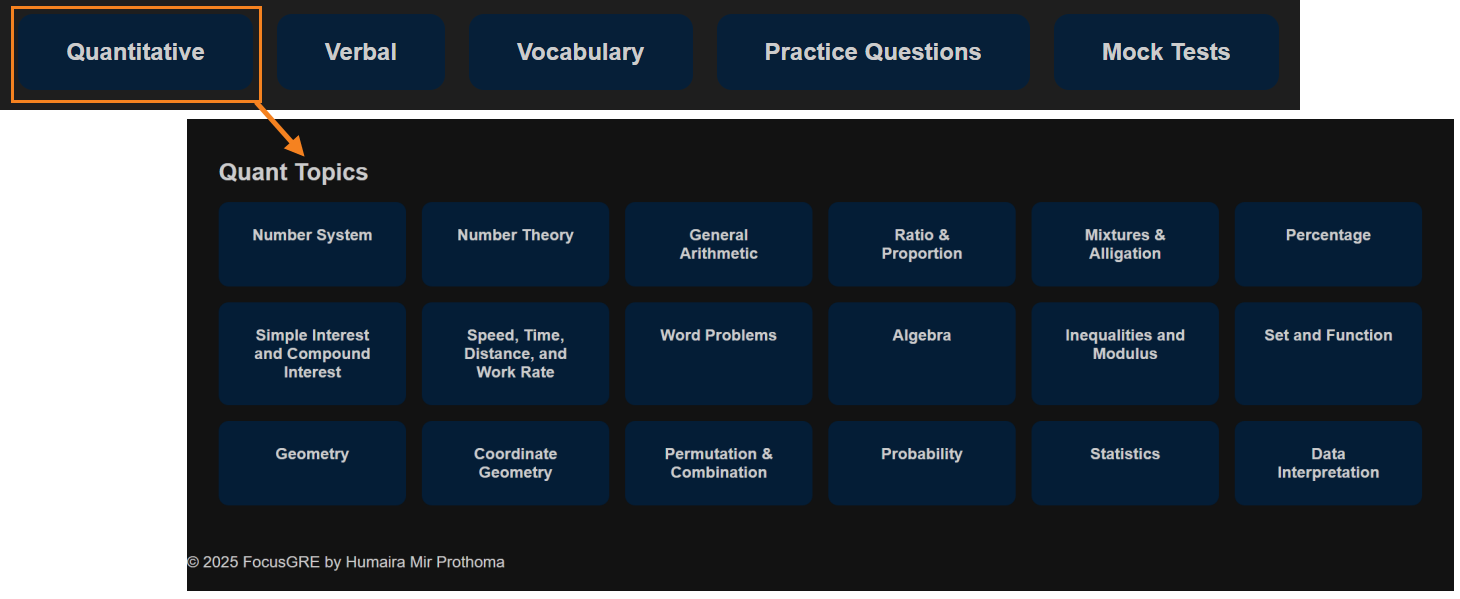 Quantitative
Verbal
Vocabulary
Practice Questions
Mock Tests
Quant Topics
Number System
Number Theory
General
Arithmetic
Ratio &
Proportion
Mixtures &
Alligation
Percentage
Simple Interest
and Compound
Interest
Speed, Time,
Distance, and
Work Rate
Word Problems
Algebra
Inequalities and
Modulus
Set and Function
Geometry
Coordinate
Geometry
Permutation &
Combination
Probability
Statistics
Data
Interpretation
© 2025 FocusGRE by Humaira Mir Prothoma